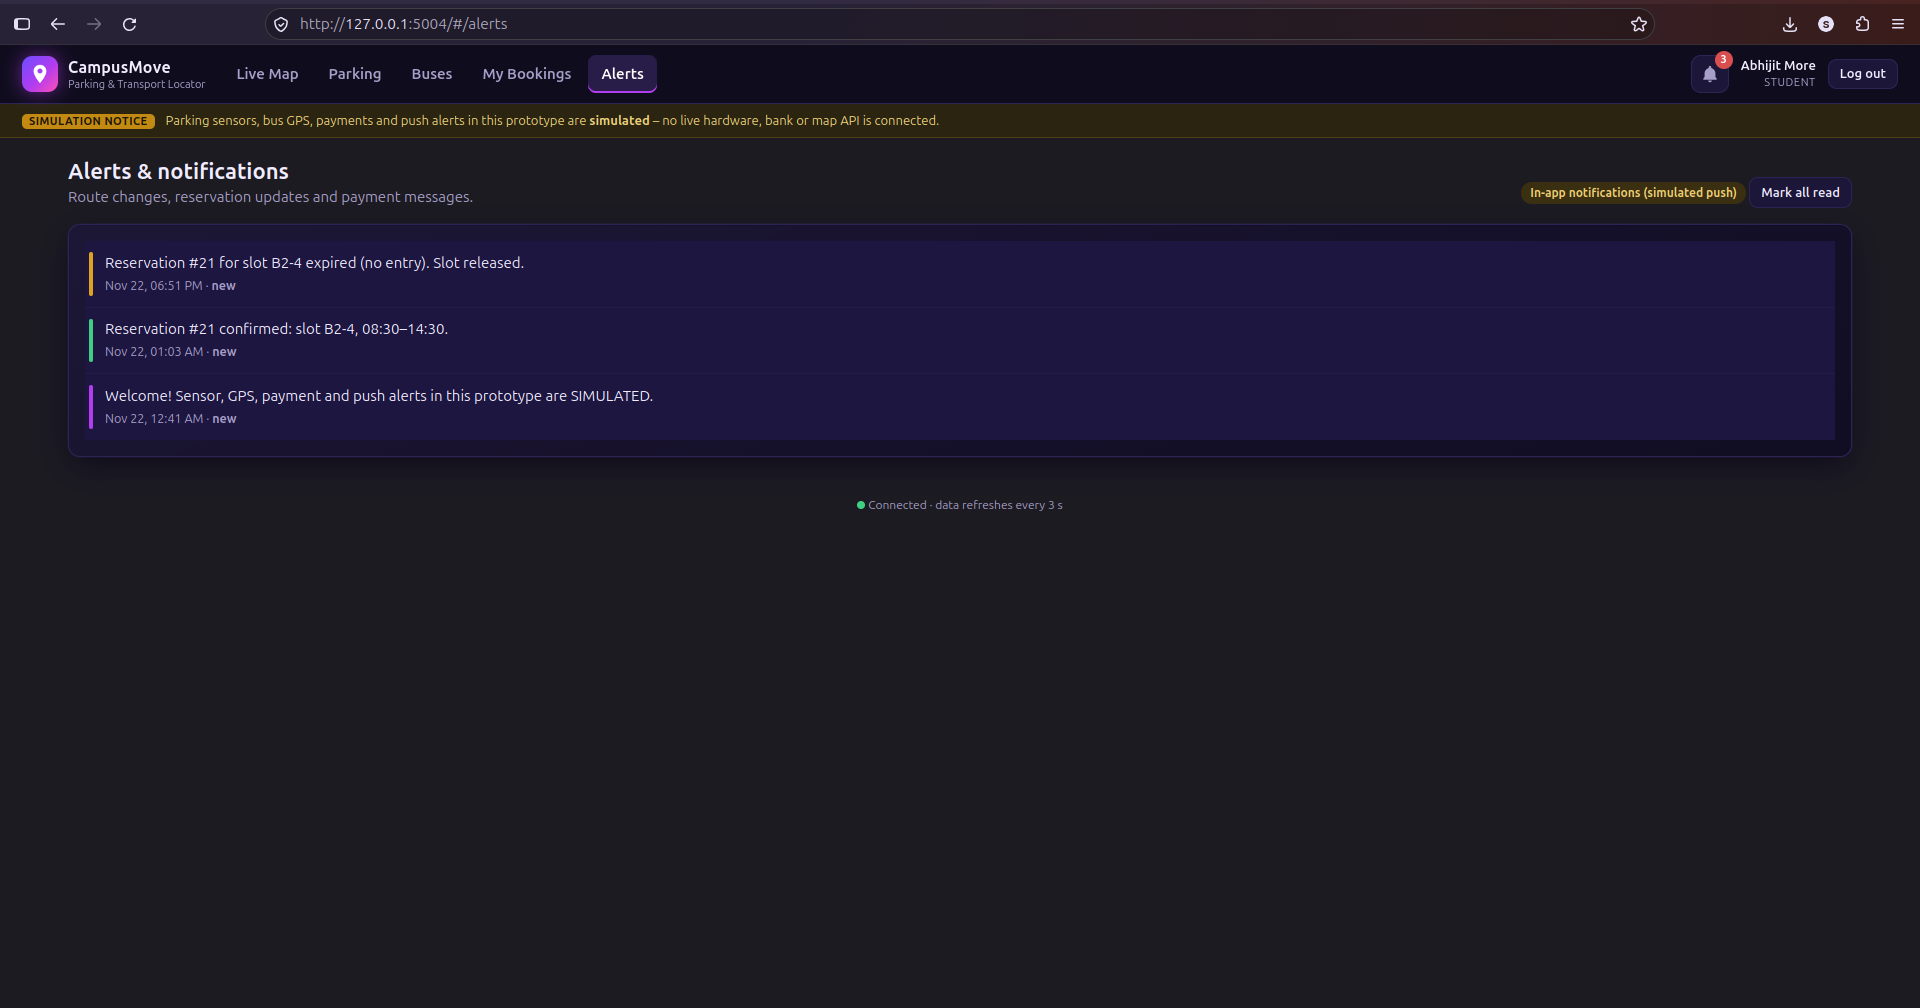 http://127.0.0.1:5004/#/alerts
S
CampusMove
Parking & Transport Locator
Live Map
Parking
Buses
My Bookings
Alerts
3
Abhijit More
STUDENT
Log out
SIMULATION NOTICE
Parking sensors, bus GPS, payments and push alerts in this prototype are simulated – no live hardware, bank or map API is connected.
Alerts & notifications
Route changes, reservation updates and payment messages.
In-app notifications (simulated push)
Mark all read
Reservation #21 for slot B2-4 expired (no entry). Slot released.
Nov 22, 06:51 PM · new
Reservation #21 confirmed: slot B2-4, 08:30–14:30.
Nov 22, 01:03 AM · new
Welcome! Sensor, GPS, payment and push alerts in this prototype are SIMULATED.
Nov 22, 12:41 AM · new
Connected · data refreshes every 3 s